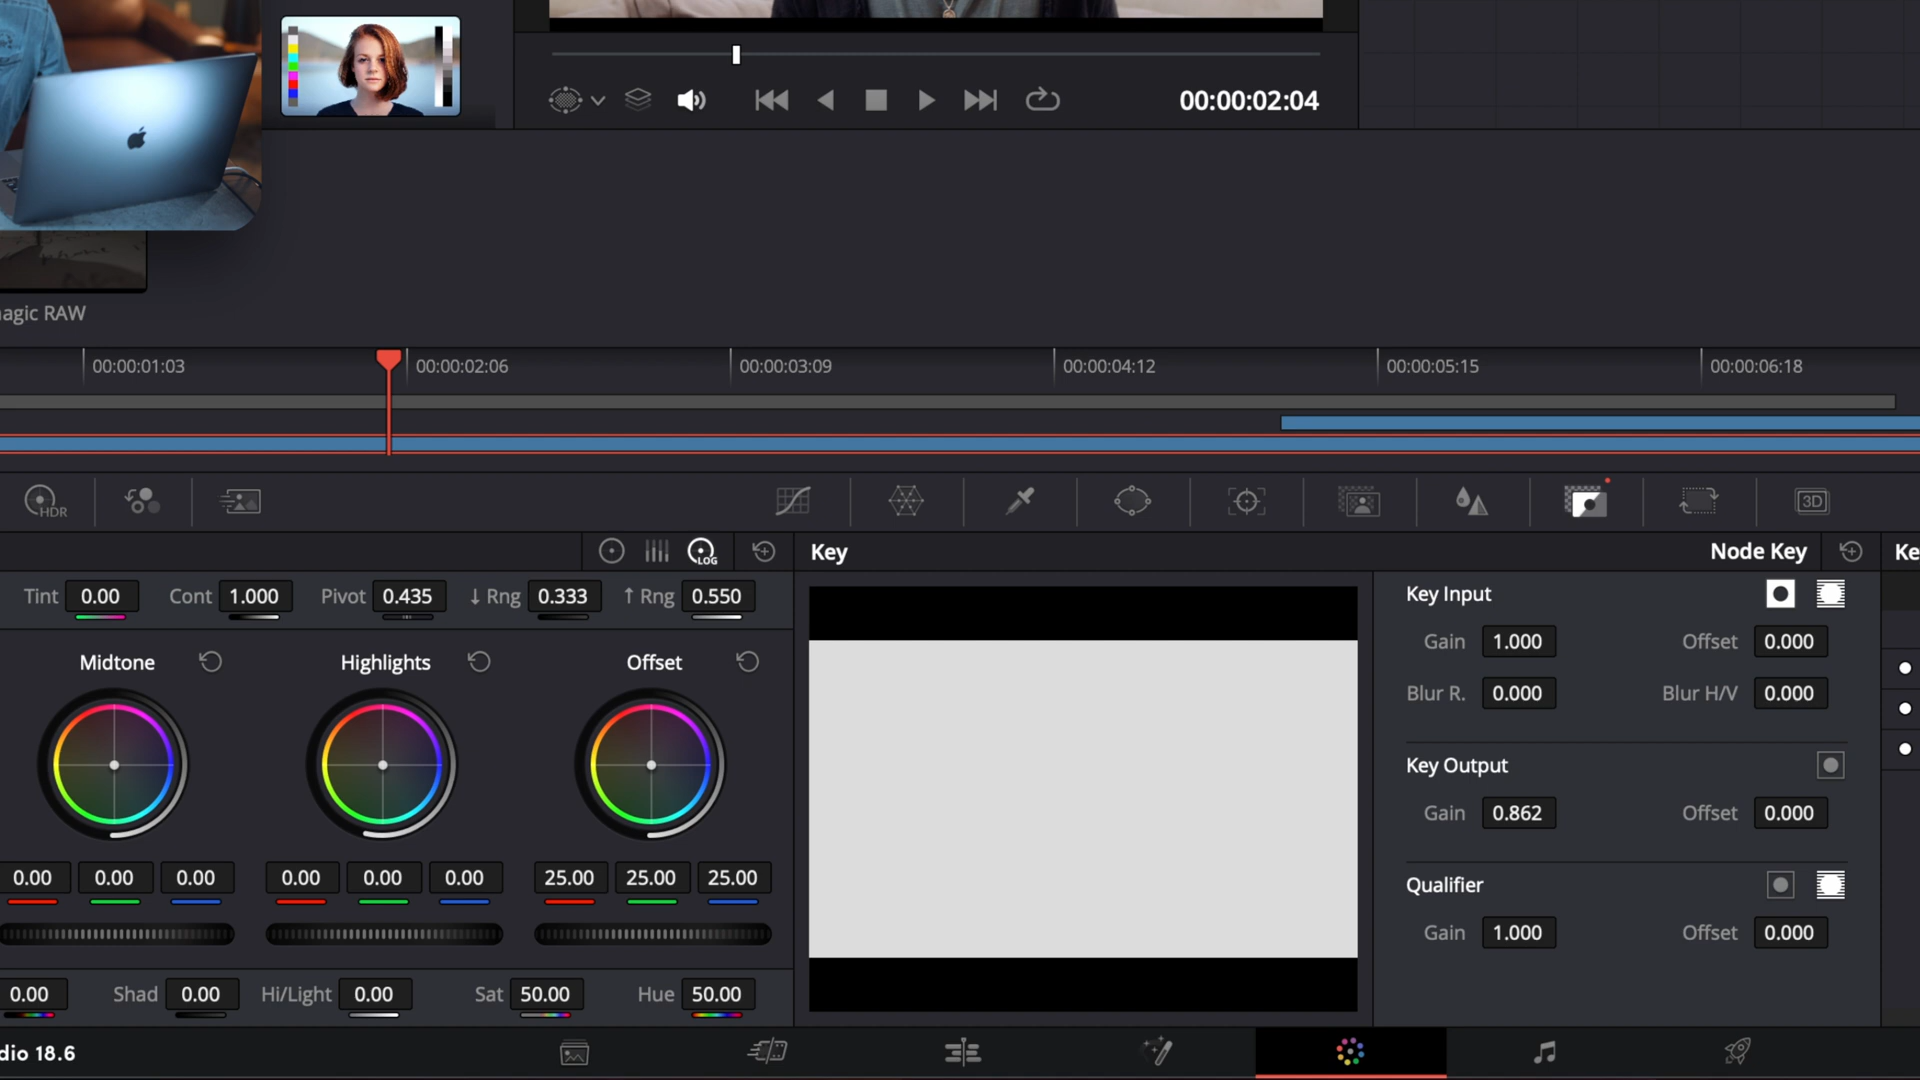 00:00:02:04
agic RAW
00:00:01:03
00:00:02:06
00:00:03:09
00:00:04:12
00:00:05:15
00:00:06:18
HDR
3D
LOG
Key
Node Key
Ke
Tint 0.00 Cont 1.000 Pivot 0.435 ↓ Rng 0.333 ↑ Rng 0.550
Midtone
Highlights
Offset
0.00 0.00 0.00
0.00 0.00 0.00
25.00 25.00 25.00
0.00 Shad 0.00 Hi/Light 0.00 Sat 50.00 Hue 50.00
Key Input
Gain 1.000 Offset 0.000
Blur R. 0.000 Blur H/V 0.000
Key Output
Gain 0.862 Offset 0.000
Qualifier
Gain 1.000 Offset 0.000
dio 18.6